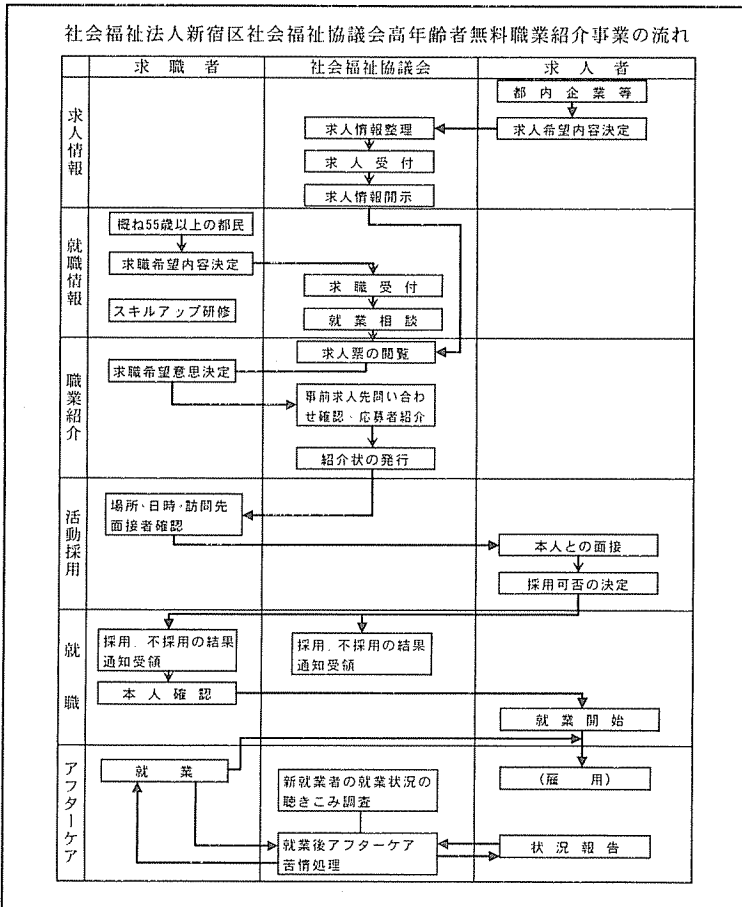 社会福祉法人新宿区社会福祉協議会高年齢者無料職業紹介事業の流れ
求職者
社会福祉協議会
求人者
求人情報
都内企業等
求人希望内容決定
求人情報整理
求人受付
求人情報開示
就職情報
概ね55歳以上の都民
求職希望内容決定
求職受付
スキルアップ研修
就業相談
職業紹介
求人票の閲覧
求職希望意思決定
事前求人先問い合わ
せ確認、応募者紹介
紹介状の発行
活動採用
場所、日時、訪問先
面接者確認
本人との面接
採用可否の決定
就職
採用、不採用の結果
通知受領
採用、不採用の結果
通知受領
本人確認
就業開始
アフターケア
就業
新就業者の就業状況の
聴きこみ調査
(雇用)
就業後アフターケア
苦情処理
状況報告